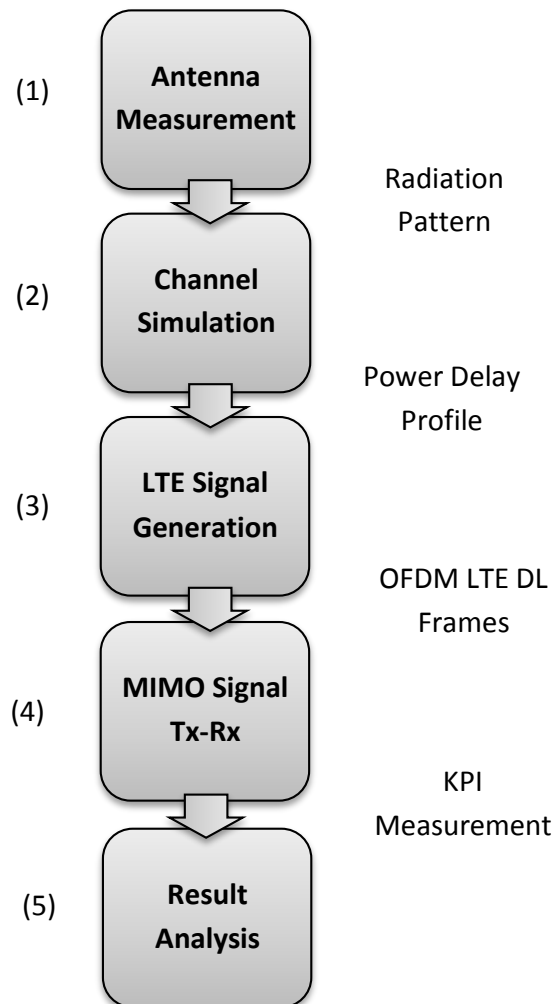 (1)
Antenna
Measurement
Radiation
Pattern
(2)
Channel
Simulation
Power Delay
Profile
(3)
LTE Signal
Generation
OFDM LTE DL
Frames
(4)
MIMO Signal
Tx-Rx
KPI
Measurement
(5)
Result
Analysis